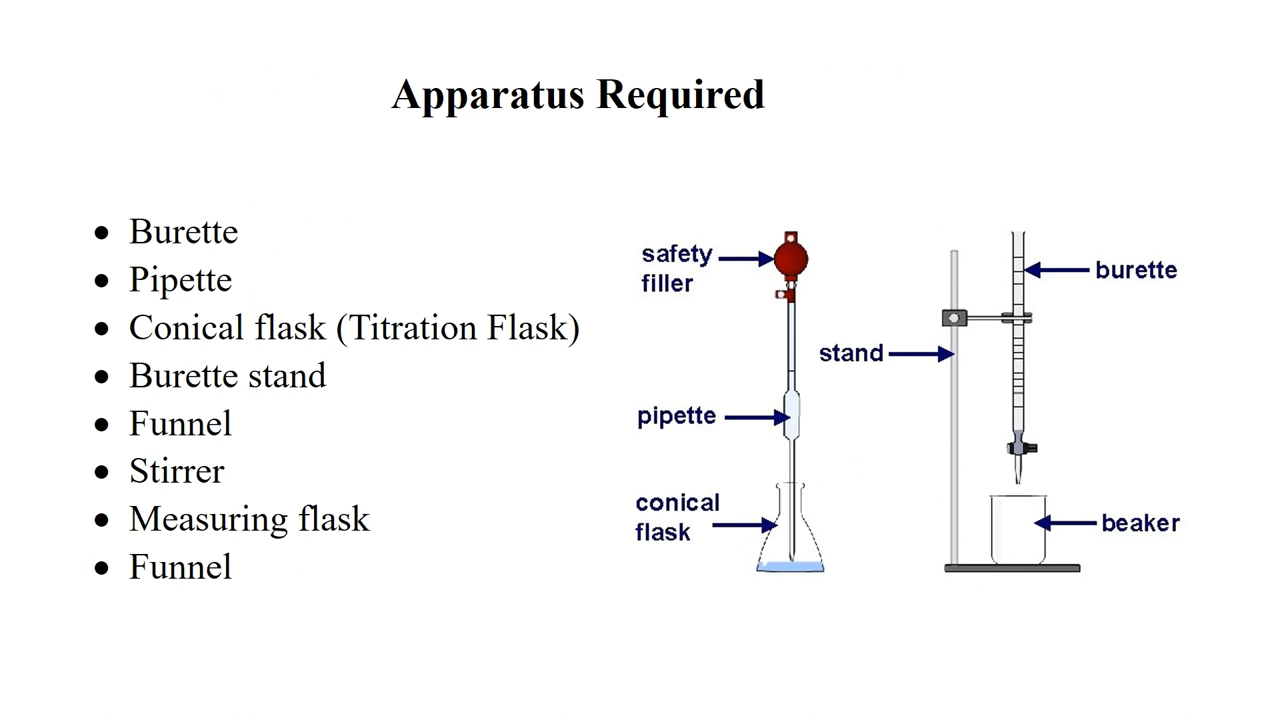 Apparatus Required
• Burette
• Pipette
• Conical flask (Titration Flask)
• Burette stand
• Funnel
• Stirrer
• Measuring flask
• Funnel
safety
filler
pipette
conical
flask
burette
stand
beaker